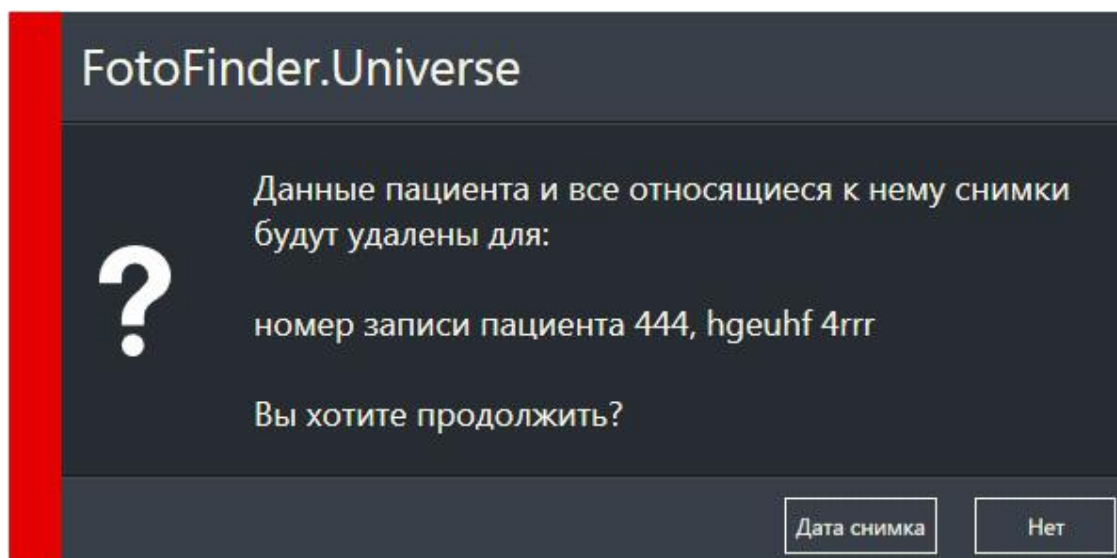 FotoFinder.Universe
Данные пациента и все относящиеся к нему снимки
будут удалены для:
номер записи пациента 444, hgeuhf 4rrr
Вы хотите продолжить?
Дата снимка
Нет